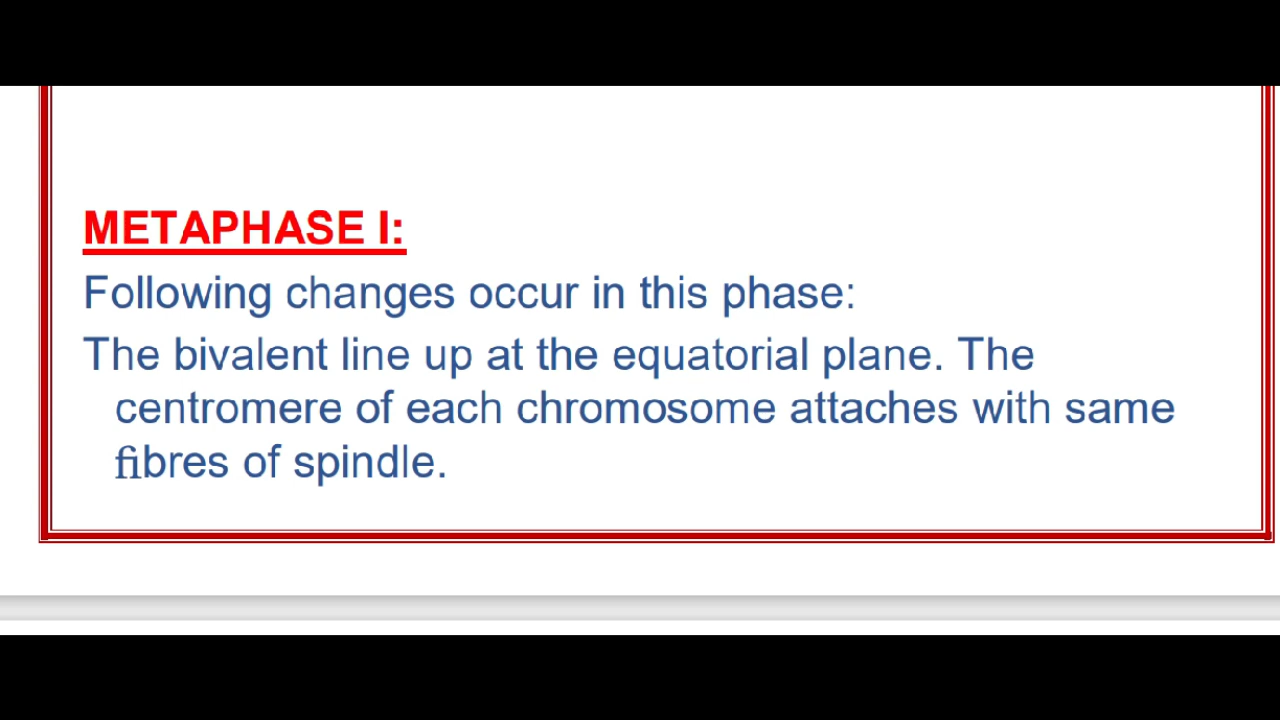 METAPHASE I:
Following changes occur in this phase:
The bivalent line up at the equatorial plane. The
centromere of each chromosome attaches with same
fibres of spindle.